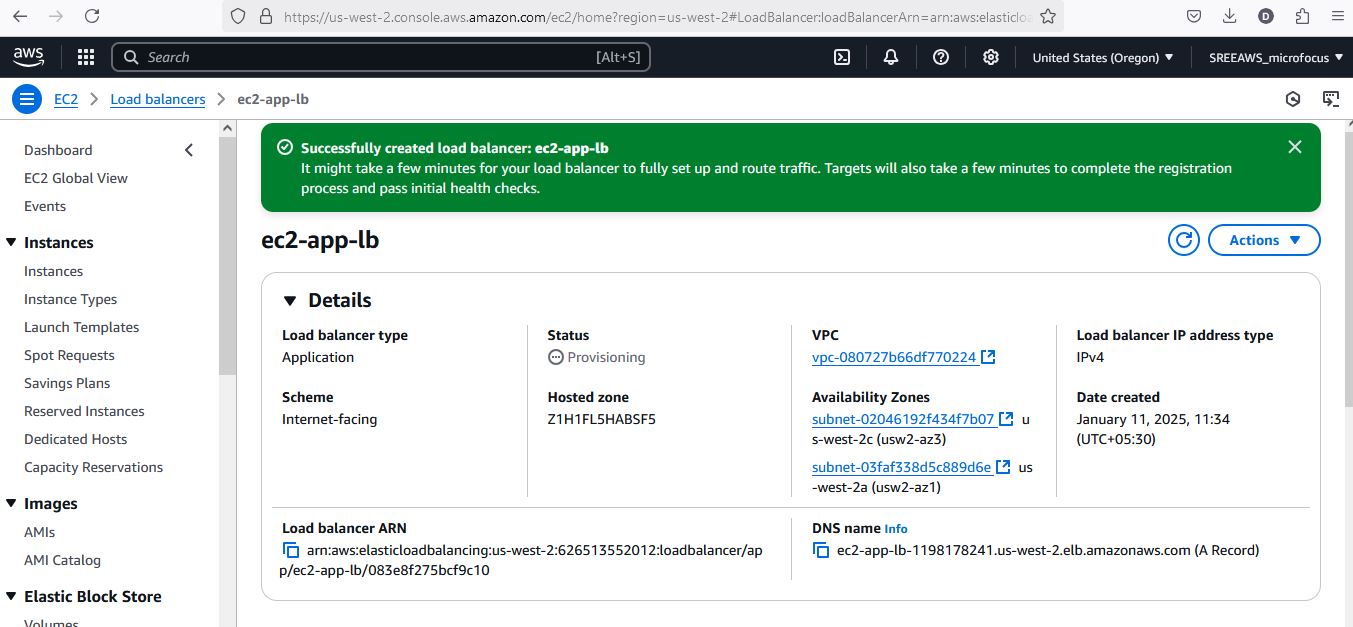 https://us-west-2.console.aws.amazon.com/ec2/home?region=us-west-2#LoadBalancer:loadBalancerArn=arn:aws:elasticloa
D
aws
Search
[Alt+S]
United States (Oregon)
SREEAWS_microfocus
EC2
Load balancers
ec2-app-lb
Dashboard
EC2 Global View
Events
Instances
Instances
Instance Types
Launch Templates
Spot Requests
Savings Plans
Reserved Instances
Dedicated Hosts
Capacity Reservations
Images
AMIs
AMI Catalog
Elastic Block Store
Volumes
Successfully created load balancer: ec2-app-lb
It might take a few minutes for your load balancer to fully set up and route traffic. Targets will also take a few minutes to complete the registration
process and pass initial health checks.
ec2-app-lb
Actions
Details
Load balancer type
Application
Status
Provisioning
VPC
vpc-080727b66df770224
Load balancer IP address type
IPv4
Scheme
Internet-facing
Hosted zone
Z1H1FL5HABSF5
Availability Zones
subnet-02046192f434f7b07 u
s-west-2c (usw2-az3)
subnet-03faf338d5c889d6e us
-west-2a (usw2-az1)
Date created
January 11, 2025, 11:34
(UTC+05:30)
Load balancer ARN
arn:aws:elasticloadbalancing:us-west-2:626513552012:loadbalancer/ap
p/ec2-app-lb/083e8f275bcf9c10
DNS name Info
ec2-app-lb-1198178241.us-west-2.elb.amazonaws.com (A Record)